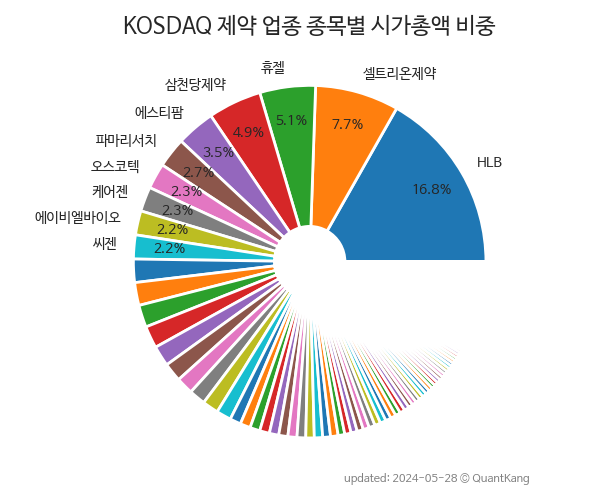 KOSDAQ 제약 업종 종목별 시가총액 비중
HLB
16.8%
셀트리온제약
7.7%
휴젤
5.1%
삼천당제약
4.9%
에스티팜
3.5%
파마리서치
2.7%
오스코텍
2.3%
케어젠
2.3%
에이비엘바이오
2.2%
씨젠
2.2%
updated: 2024-05-28 © QuantKang